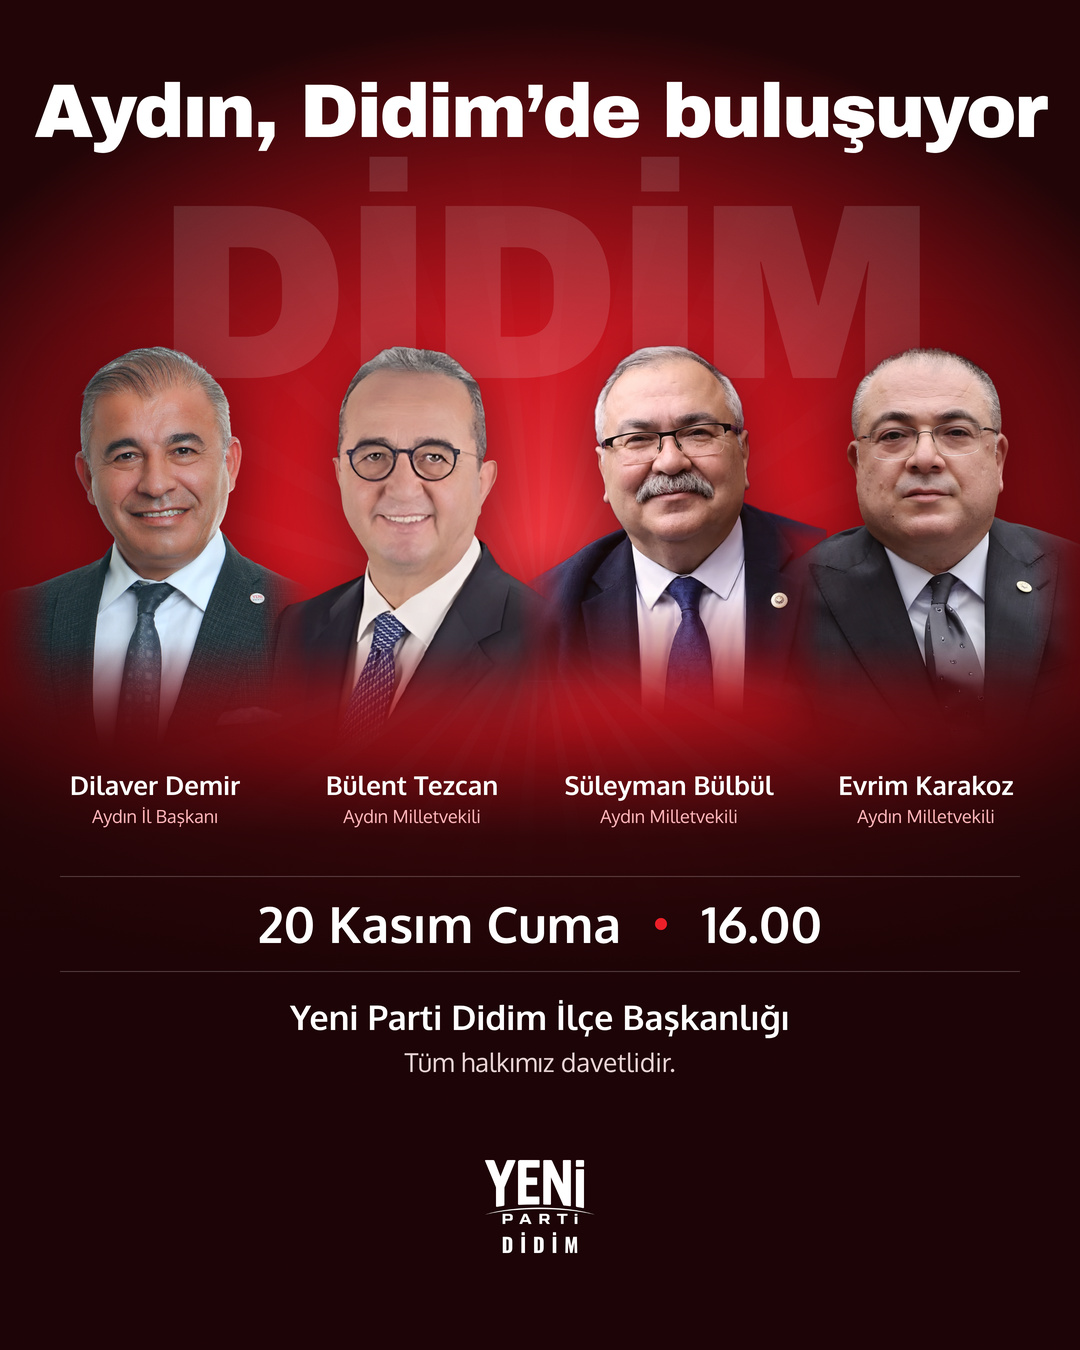 Aydın, Didim’de buluşuyor
DİDİM
Dilaver Demir
Aydın İl Başkanı
Bülent Tezcan
Aydın Milletvekili
Süleyman Bülbül
Aydın Milletvekili
Evrim Karakoz
Aydın Milletvekili
20 Kasım Cuma • 16.00
Yeni Parti Didim İlçe Başkanlığı
Tüm halkımız davetlidir.
YENİ
PARTİ
DİDİM